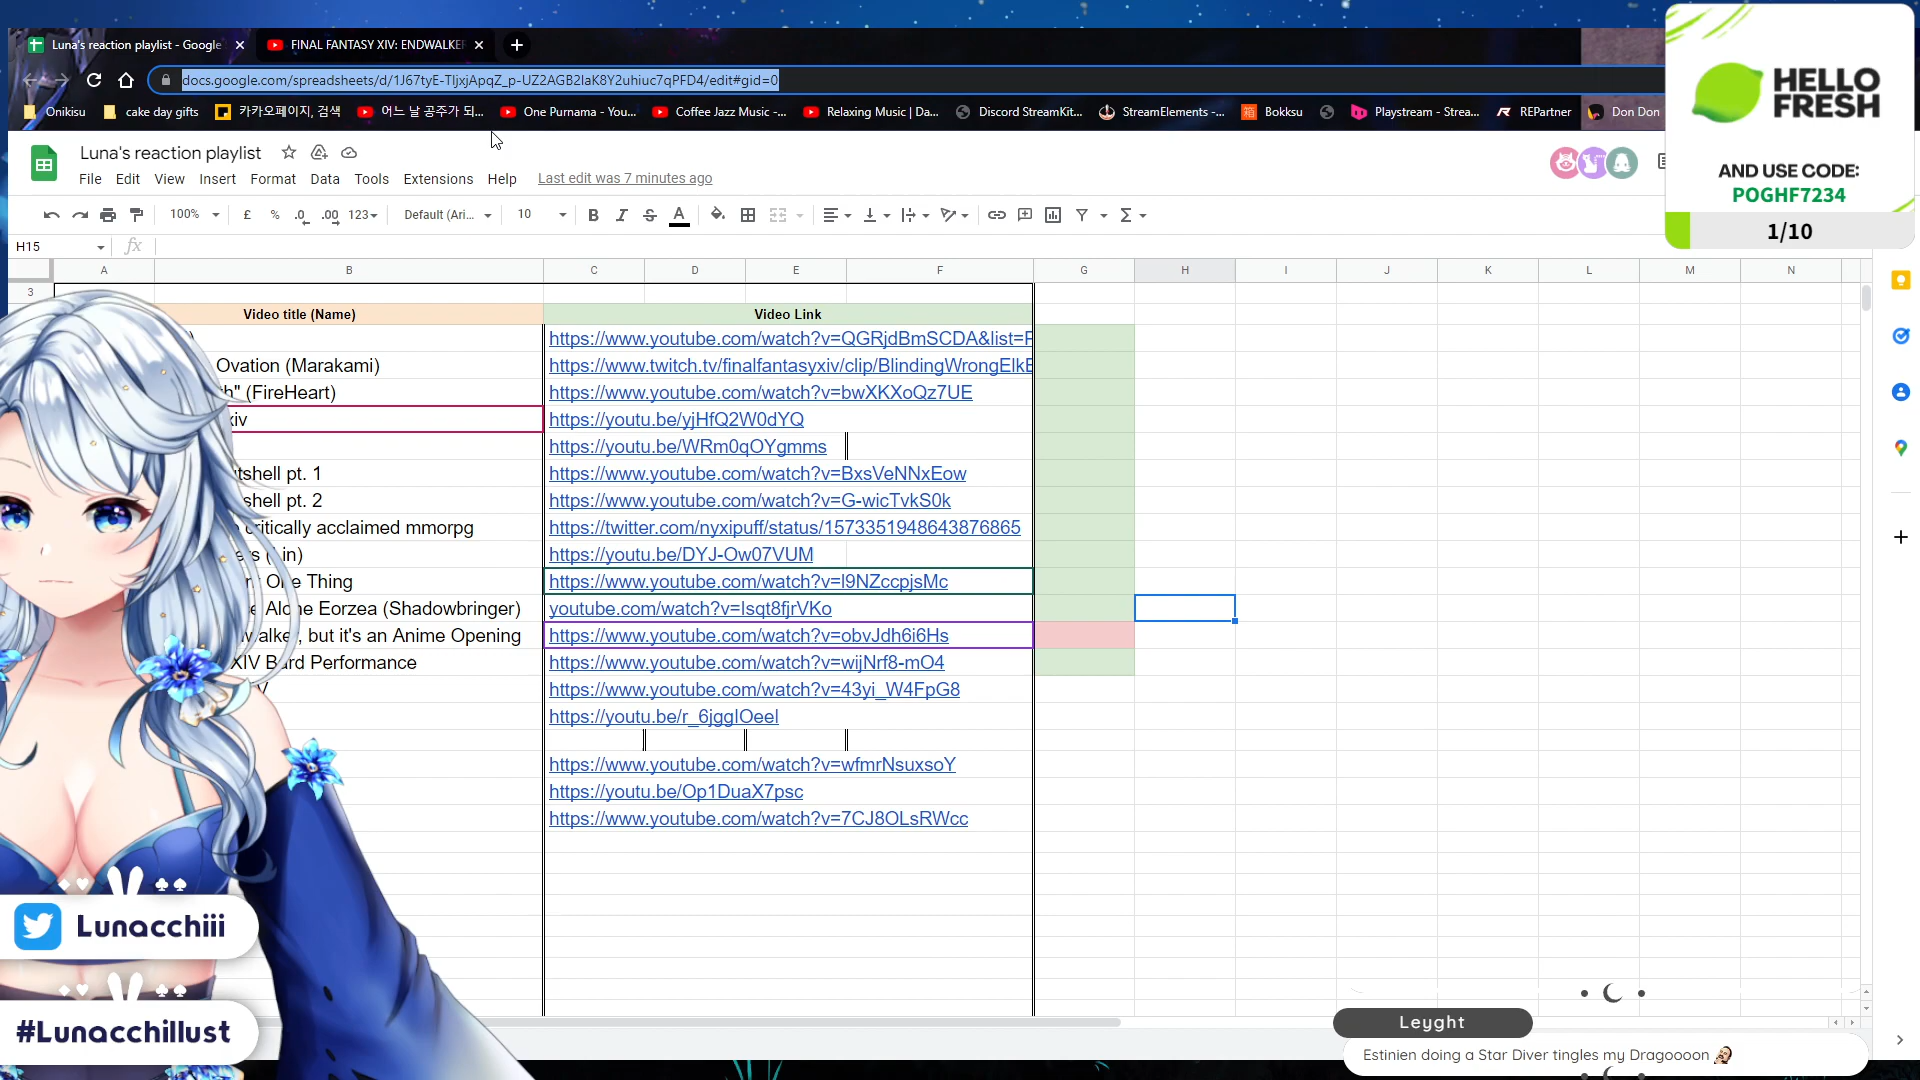 Luna's reaction playlist - Google
FINAL FANTASY XIV: ENDWALKER
docs.google.com/spreadsheets/d/1J67tyE-TljxjApqZ_p-UZ2AGB2laK8Y2uhiuc7qPFD4/edit#gid=0
Onikisu
cake day gifts
카카오페이지, 검색
어느 날 공주가 되...
One Purnama - You...
Coffee Jazz Music -...
Relaxing Music | Da...
Discord StreamKit...
StreamElements -...
Bokksu
Playstream - Strea...
REPartner
Don Don
Luna's reaction playlist
File Edit View Insert Format Data Tools Extensions Help
Last edit was 7 minutes ago
100% £ % .0 .00 123 Default (Ari... 10 B I S A
H15 fx
A B C D E F G H I J K L M N
3
Video title (Name) Video Link
https://www.youtube.com/watch?v=QGRjdBmSCDA&list=
Ovation (Marakami) https://www.twitch.tv/finalfantasyxiv/clip/BlindingWrongElk
h" (FireHeart) https://www.youtube.com/watch?v=bwXKXoQz7UE
xiv https://youtu.be/yjHfQ2W0dYQ
https://youtu.be/WRm0qOYgmms
tshell pt. 1 https://www.youtube.com/watch?v=BxsVeNNxEow
shell pt. 2 https://www.youtube.com/watch?v=G-wicTvkS0k
critically acclaimed mmorpg https://twitter.com/nyxipuff/status/1573351948643876865
https://youtu.be/DYJ-Ow07VUM
One Thing https://www.youtube.com/watch?v=l9NZccpjsMc
Alone Eorzea (Shadowbringer) youtube.com/watch?v=Isqt8fjrVKo
walker, but it's an Anime Opening https://www.youtube.com/watch?v=obvJdh6i6Hs
XIV Bard Performance https://www.youtube.com/watch?v=wijNrf8-mO4
https://www.youtube.com/watch?v=43yi_W4FpG8
https://youtu.be/r_6jggIOeeI
https://www.youtube.com/watch?v=wfmrNsuxsoY
https://youtu.be/Op1DuaX7psc
https://www.youtube.com/watch?v=7CJ8OLsRWcc
HELLO
FRESH
AND USE CODE:
POGHF7234
1/10
Lunacchiii
#Lunacchillust
Leyght
Estinien doing a Star Diver tingles my Dragoooon